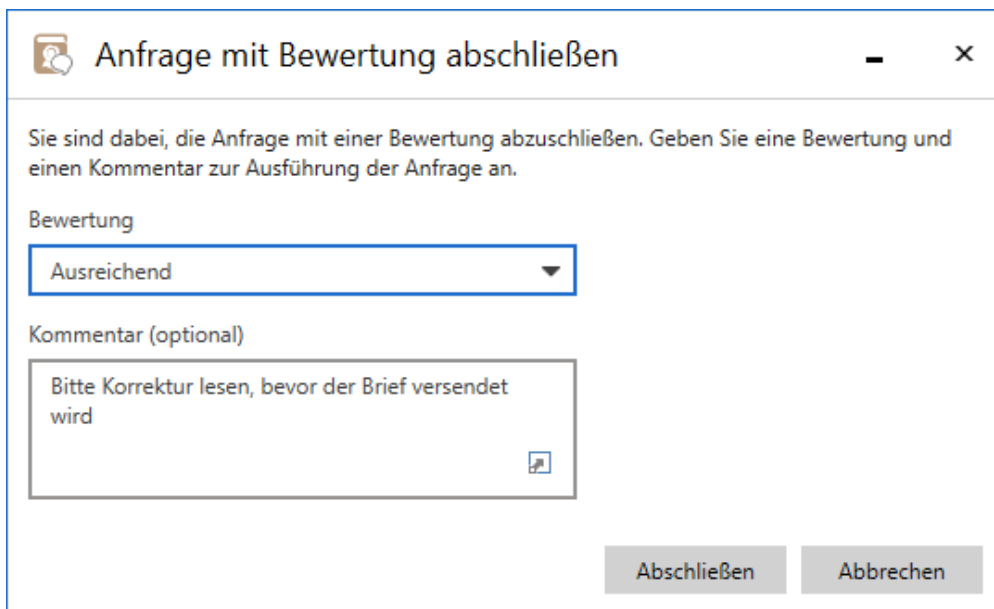 Anfrage mit Bewertung abschließen
Sie sind dabei, die Anfrage mit einer Bewertung abzuschließen. Geben Sie eine Bewertung und
einen Kommentar zur Ausführung der Anfrage an.
Bewertung
Ausreichend
Kommentar (optional)
Bitte Korrektur lesen, bevor der Brief versendet
wird
Abschließen Abbrechen